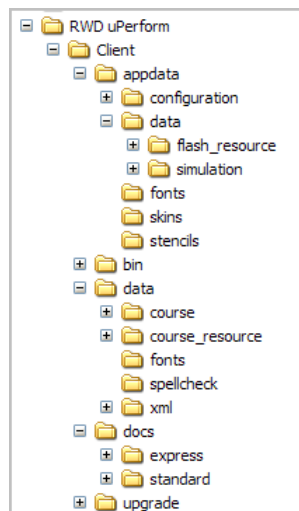 RWD uPerform
Client
appdata
configuration
data
flash_resource
simulation
fonts
skins
stencils
bin
data
course
course_resource
fonts
spellcheck
xml
docs
express
standard
upgrade